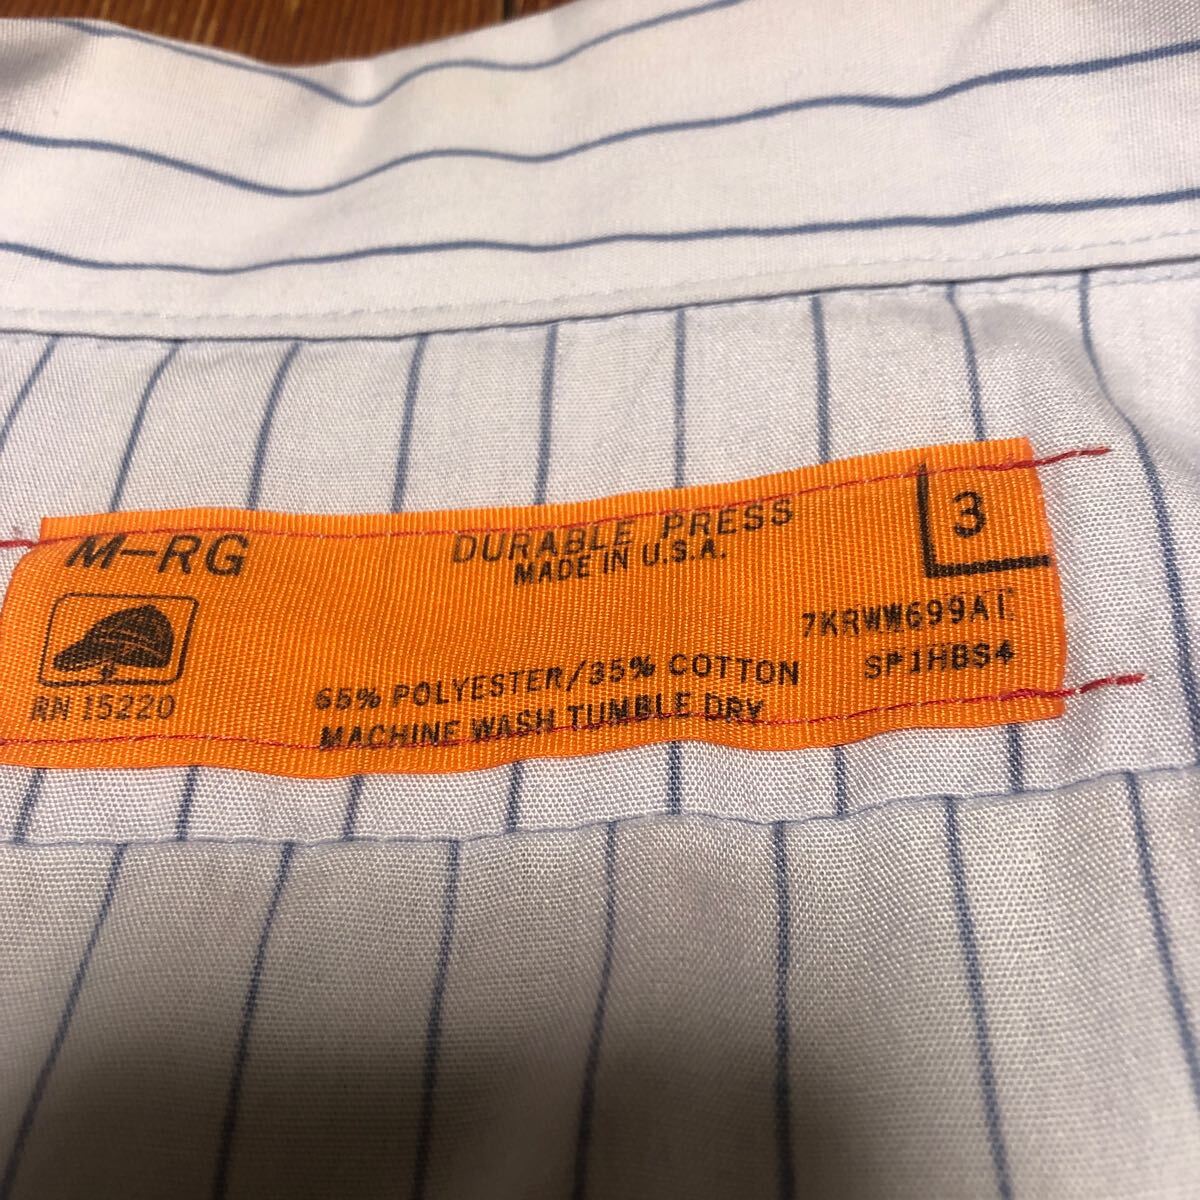 M-RG
DURABLE PRESS
MADE IN U.S.A.
3
7KRWW699AL
SP1HBS4
RN 15220
65% POLYESTER/35% COTTON
MACHINE WASH TUMBLE DRY